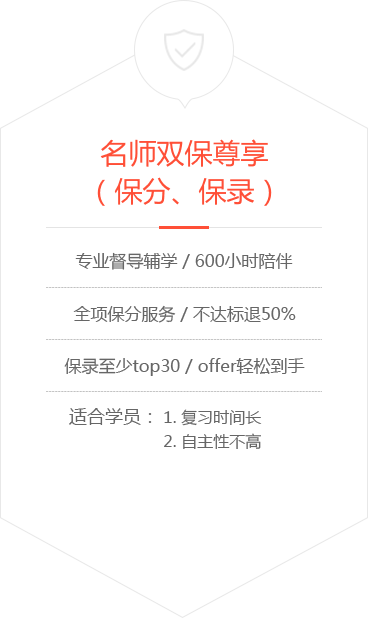 名师双保尊享
（保分、保录）
专业督导辅学 / 600小时陪伴
全项保分服务 / 不达标退50%
保录至少top30 / offer轻松到手
适合学员： 1. 复习时间长
2. 自主性不高